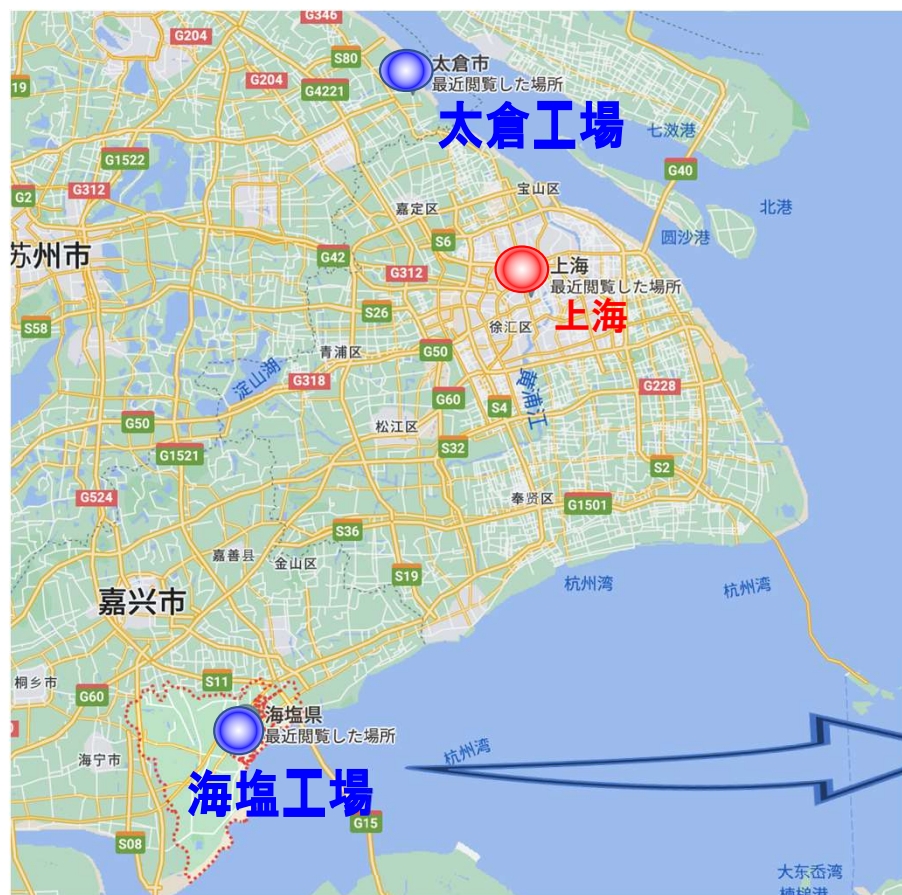 G346
G204
S80
太倉市
最近閲覧した場所
G204
G4221
19
太倉工場
七滧港
G1522
G40
G2
G312
宝山区
嘉定区
北港
S6
圆沙港
苏州市
G42
G312
上海
最近閲覧した場所
S26
上海
S58
徐汇区
青浦区
G50
淀山湖
G318
G228
G60
黄浦江
S4
G50
松江区
S32
G1521
S2
G524
奉贤区
G1501
S36
嘉善县
金山区
S19
杭州湾
杭州湾
嘉兴市
桐乡市
S11
G60
海塩県
最近閲覧した場所
杭州湾
海宁市
海塩工場
G15
S08
大东岙湾